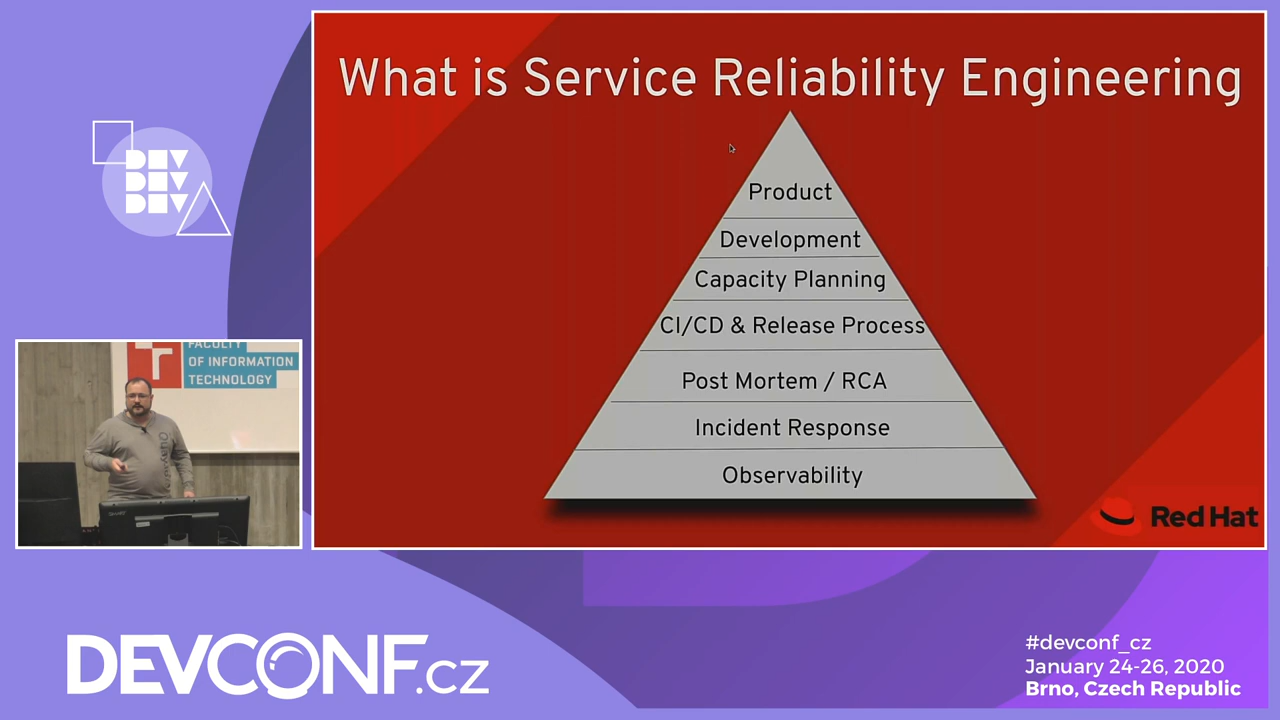 What is Service Reliability Engineering
Product
Development
Capacity Planning
CI/CD & Release Process
Post Mortem / RCA
Incident Response
Observability
Red Hat
DEV
DEV
DEV
FACULTY
OF INFORMATION
TECHNOLOGY
DEVCONF.cz
#devconf_cz
January 24-26, 2020
Brno, Czech Republic